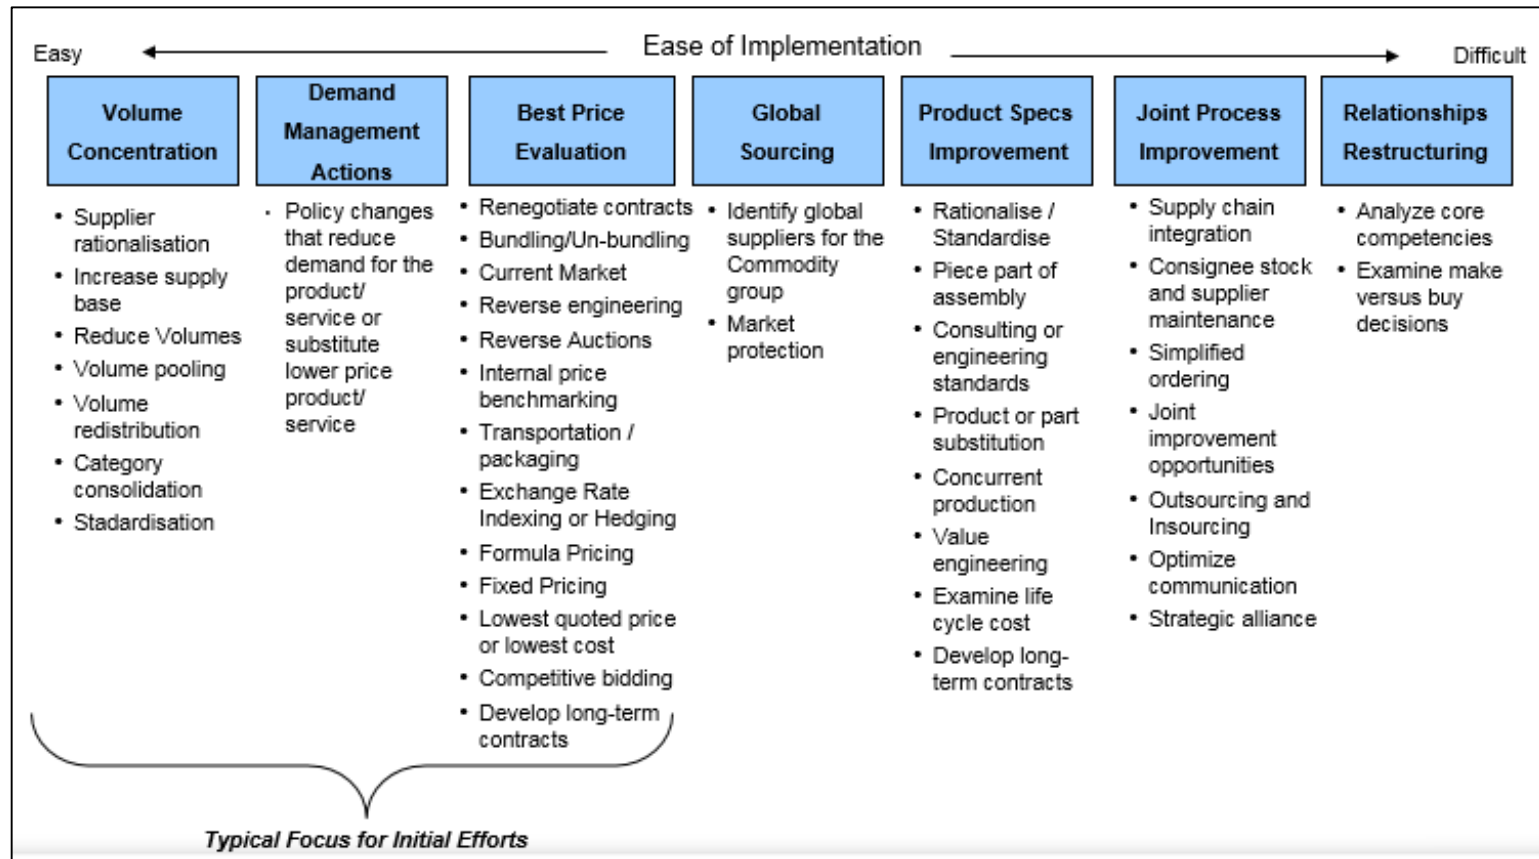 Ease of Implementation
Easy
Difficult
Volume
Concentration
Demand
Management
Actions
Best Price
Evaluation
Global
Sourcing
Product Specs
Improvement
Joint Process
Improvement
Relationships
Restructuring
• Supplier
rationalisation
• Increase supply
base
• Reduce Volumes
• Volume pooling
• Volume
redistribution
• Category
consolidation
• Stadardisation
• Policy changes
that reduce
demand for the
product/
service or
substitute
lower price
product/
service
• Renegotiate contracts
• Bundling/Un-bundling
• Current Market
• Reverse engineering
• Reverse Auctions
• Internal price
benchmarking
• Transportation /
packaging
• Exchange Rate
Indexing or Hedging
• Formula Pricing
• Fixed Pricing
• Lowest quoted price
or lowest cost
• Competitive bidding
• Develop long-term
contracts
• Identify global
suppliers for the
Commodity
group
• Market
protection
• Rationalise /
Standardise
• Piece part of
assembly
• Consulting or
engineering
standards
• Product or part
substitution
• Concurrent
production
• Value
engineering
• Examine life
cycle cost
• Develop long-
term contracts
• Supply chain
integration
• Consignee stock
and supplier
maintenance
• Simplified
ordering
• Joint
improvement
opportunities
• Outsourcing and
Insourcing
• Optimize
communication
• Strategic alliance
• Analyze core
competencies
• Examine make
versus buy
decisions
Typical Focus for Initial Efforts